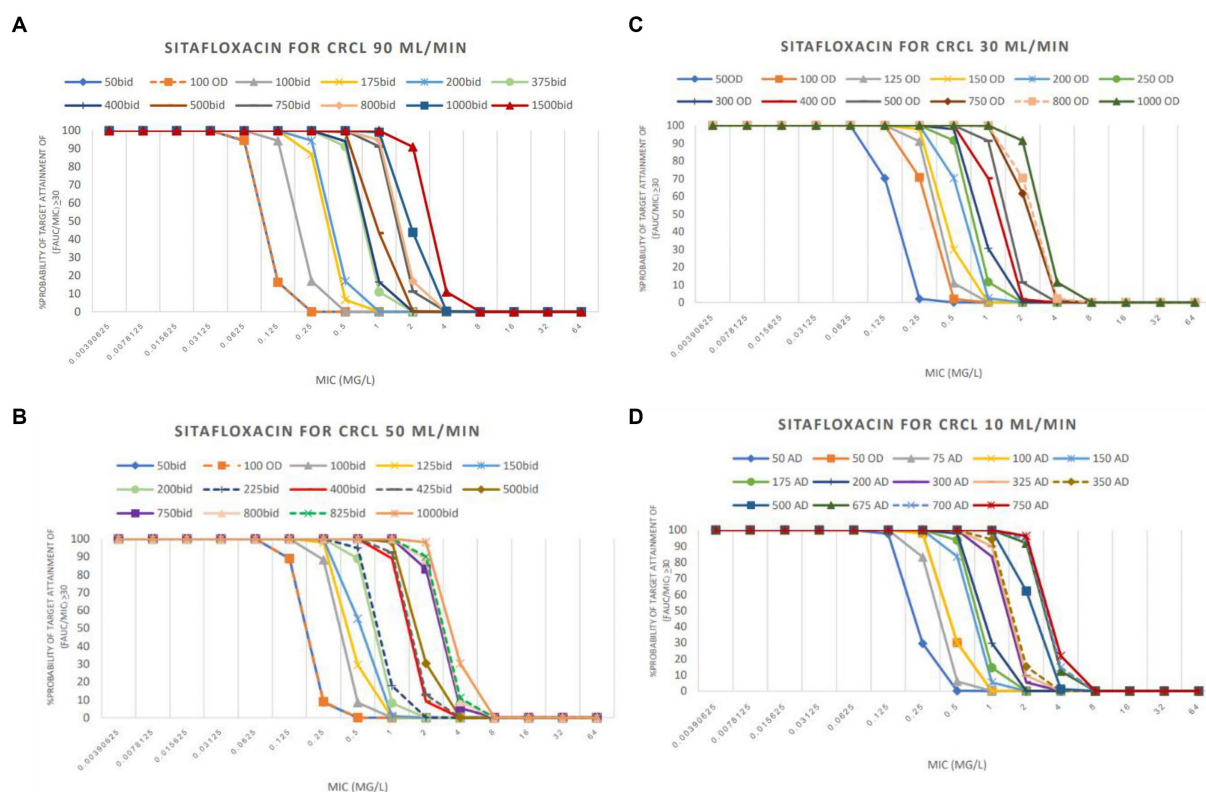 A
SITAFLOXACIN FOR CRCL 90 ML/MIN
50bid 100 OD 100bid 175bid 200bid 375bid
400bid 500bid 750bid 800bid 1000bid 1500bid
%PROBABILITY OF TARGET ATTAINMENT OF
(FAUC/MIC) ≥30
100
90
80
70
60
50
40
30
20
10
0
0.00390625 0.0078125 0.015625 0.03125 0.0625 0.125 0.25 0.5 1 2 4 8 16 32 64
MIC (MG/L)
B
SITAFLOXACIN FOR CRCL 50 ML/MIN
50bid 100 OD 100bid 125bid 150bid
200bid 225bid 400bid 425bid 500bid
750bid 800bid 825bid 1000bid
%PROBABILITY OF TARGET ATTAINMENT OF
(FAUC/MIC) ≥30
100
90
80
70
60
50
40
30
20
10
0
0.00390625 0.0078125 0.015625 0.03125 0.0625 0.125 0.25 0.5 1 2 4 8 16 32 64
MIC (MG/L)
C
SITAFLOXACIN FOR CRCL 30 ML/MIN
50OD 100 OD 125 OD 150 OD 200 OD 250 OD
300 OD 400 OD 500 OD 750 OD 800 OD 1000 OD
%PROBABILITY OF TARGET ATTAINMENT OF
(FAUC/MIC) ≥30
100
90
80
70
60
50
40
30
20
10
0
0.00390625 0.0078125 0.015625 0.03125 0.0625 0.125 0.25 0.5 1 2 4 8 16 32 64
MIC (MG/L)
D
SITAFLOXACIN FOR CRCL 10 ML/MIN
50 AD 50 OD 75 AD 100 AD 150 AD
175 AD 200 AD 300 AD 325 AD 350 AD
500 AD 675 AD 700 AD 750 AD
%PROBABILITY OF TARGET ATTAINMENT OF
(FAUC/MIC) ≥30
100
90
80
70
60
50
40
30
20
10
0
0.00390625 0.0078125 0.015625 0.03125 0.0625 0.125 0.25 0.5 1 2 4 8 16 32 64
MIC (MG/L)